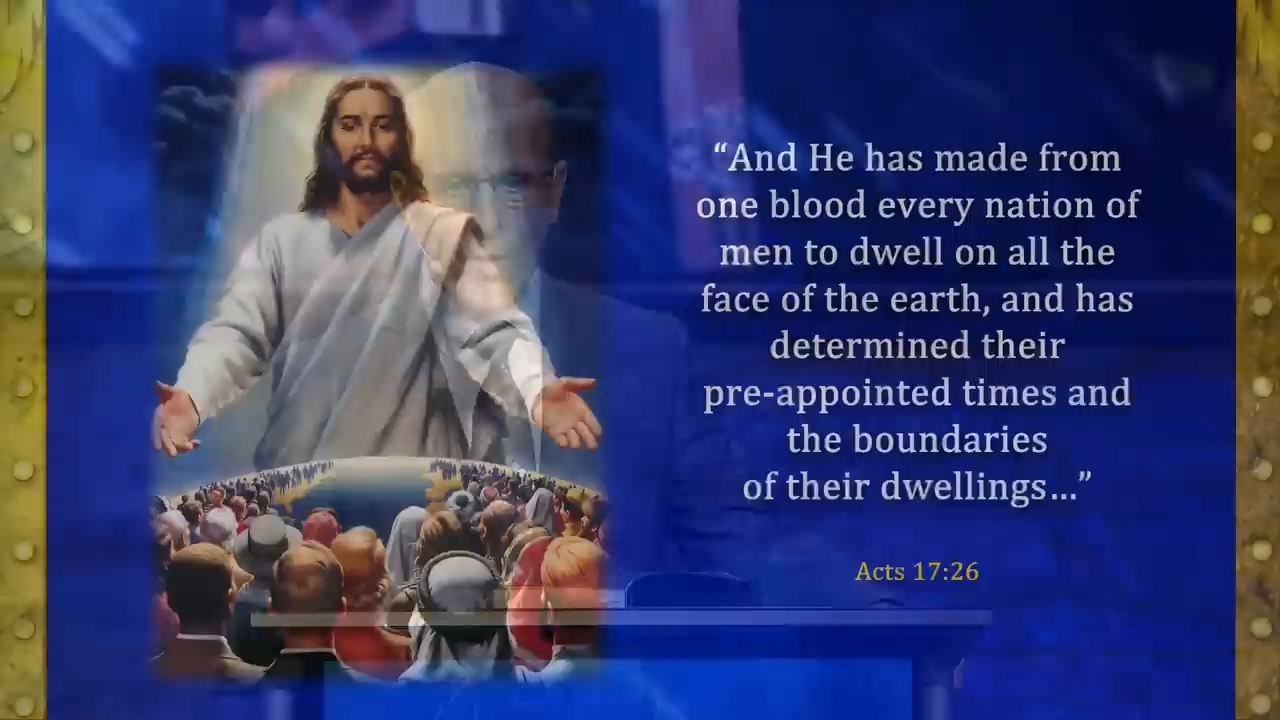 “And He has made from
one blood every nation of
men to dwell on all the
face of the earth, and has
determined their
pre-appointed times and
the boundaries
of their dwellings...”
Acts 17:26